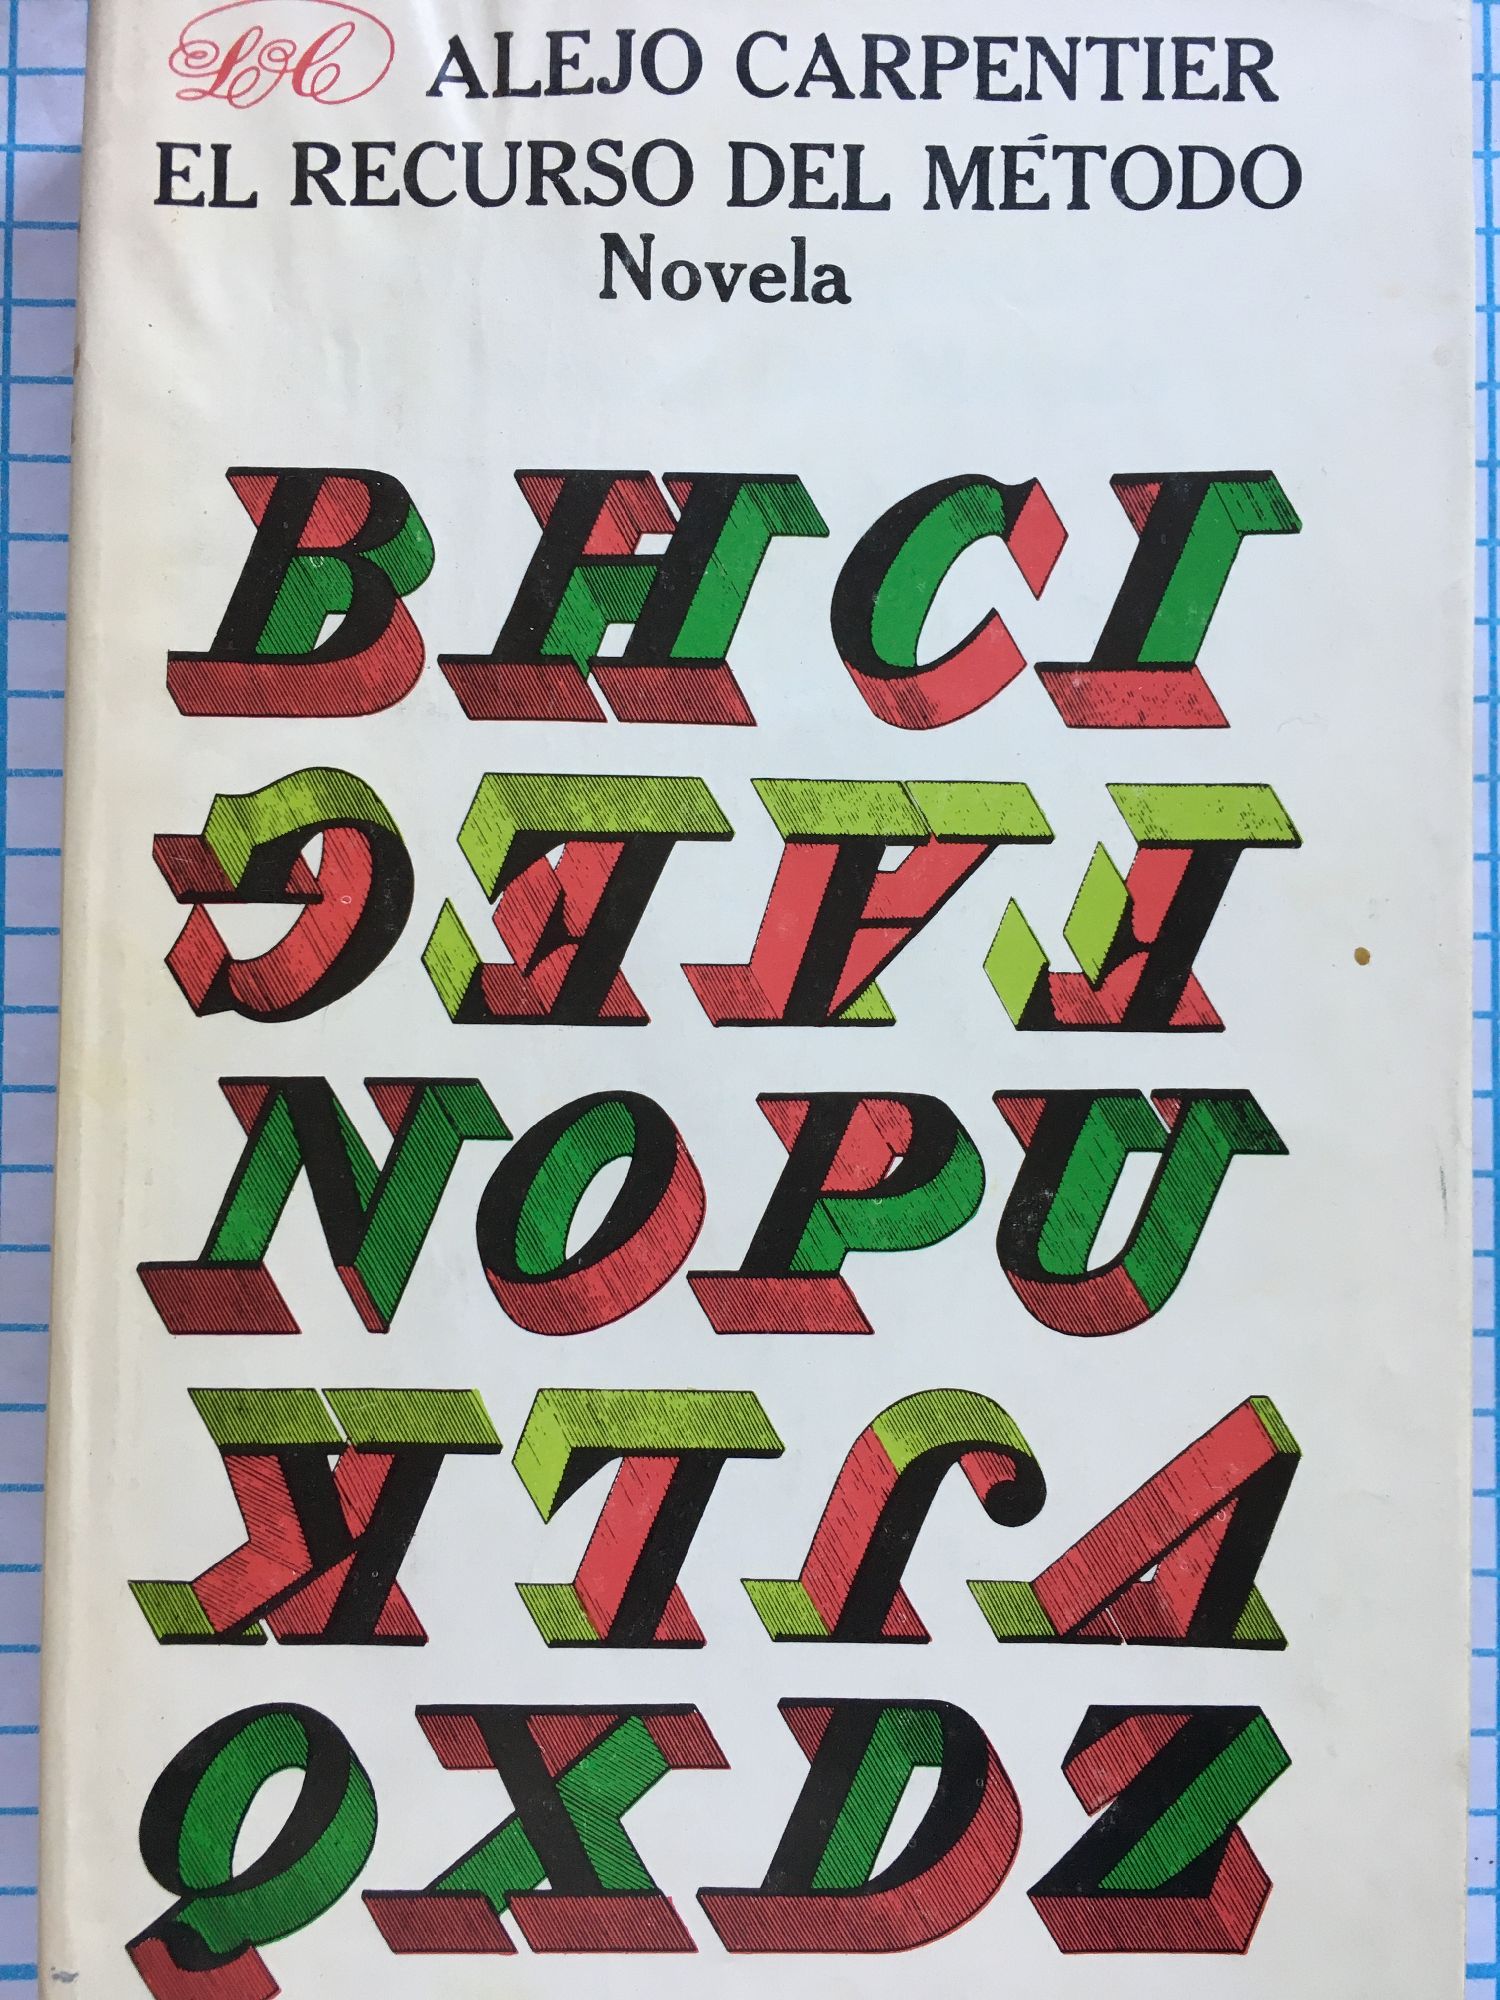 ALEJO CARPENTIER
EL RECURSO DEL MÉTODO
Novela
B H C I
G E A F
N O P U
K L J V
Q X D Z